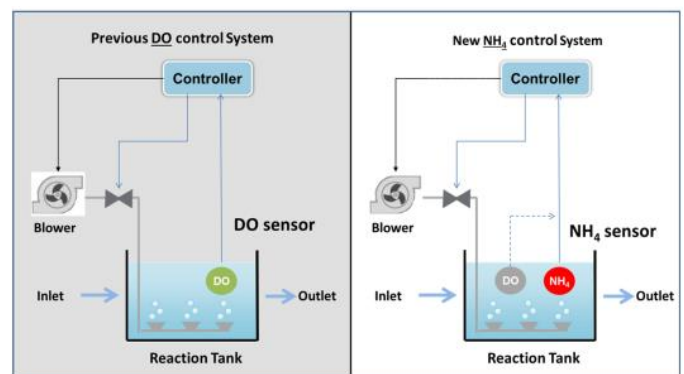 Previous DO control System
Controller
Blower
DO sensor
DO
Inlet
Outlet
Reaction Tank
New NH₄ control System
Controller
Blower
NH₄ sensor
DO
NH₄
Inlet
Outlet
Reaction Tank